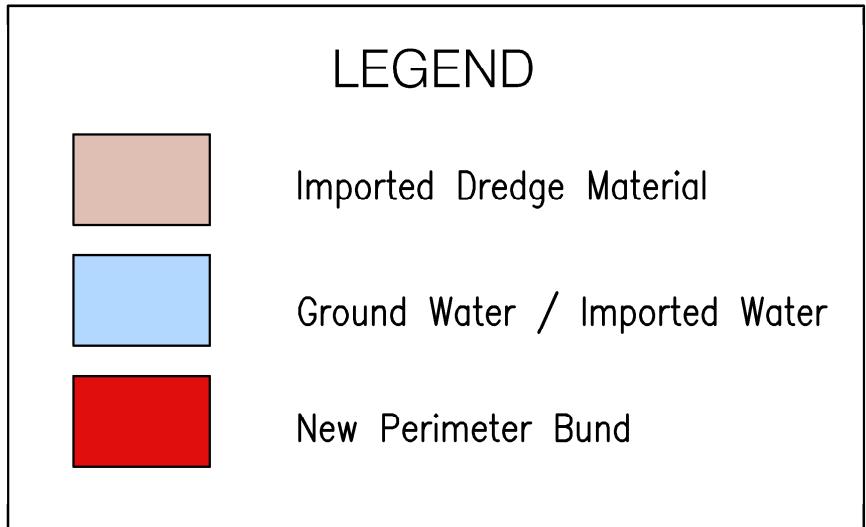 LEGEND
Imported Dredge Material
Ground Water / Imported Water
New Perimeter Bund